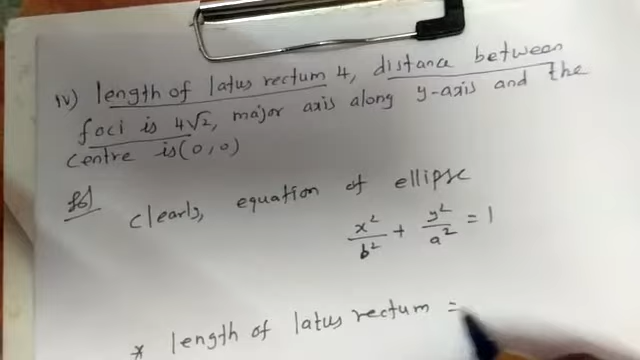 iv) length of latus rectum 4, distance between
foci is 4√2, major axis along y-axis and the
centre is (0,0)
Sol
clearly, equation of ellipse
x²/b² + y²/a² = 1
* length of latus rectum =